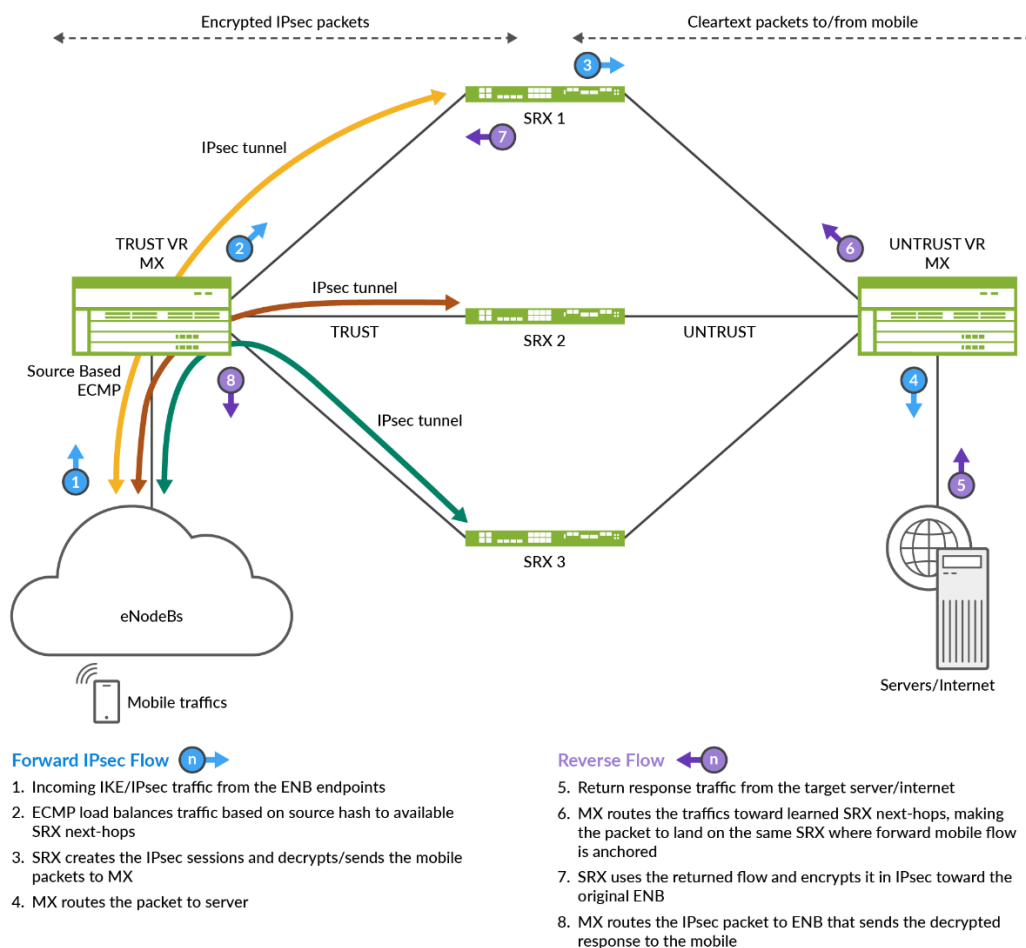 Encrypted IPsec packets
Cleartext packets to/from mobile
3
SRX 1
7
IPsec tunnel
2
TRUST VR
MX
6
UNTRUST VR
MX
IPsec tunnel
TRUST
SRX 2
UNTRUST
Source Based
ECMP
8
4
IPsec tunnel
1
5
SRX 3
eNodeBs
Servers/Internet
Mobile traffics
Forward IPsec Flow n
1. Incoming IKE/IPsec traffic from the ENB endpoints
2. ECMP load balances traffic based on source hash to available
SRX next-hops
3. SRX creates the IPsec sessions and decrypts/sends the mobile
packets to MX
4. MX routes the packet to server
Reverse Flow n
5. Return response traffic from the target server/internet
6. MX routes the traffics toward learned SRX next-hops, making
the packet to land on the same SRX where forward mobile flow
is anchored
7. SRX uses the returned flow and encrypts it in IPsec toward the
original ENB
8. MX routes the IPsec packet to ENB that sends the decrypted
response to the mobile